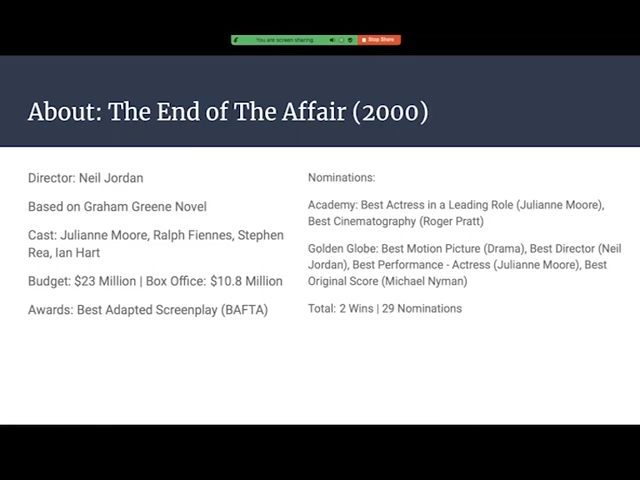 You are screen sharing
Stop Share
About: The End of The Affair (2000)
Director: Neil Jordan
Based on Graham Greene Novel
Cast: Julianne Moore, Ralph Fiennes, Stephen
Rea, Ian Hart
Budget: $23 Million | Box Office: $10.8 Million
Awards: Best Adapted Screenplay (BAFTA)
Nominations:
Academy: Best Actress in a Leading Role (Julianne Moore),
Best Cinematography (Roger Pratt)
Golden Globe: Best Motion Picture (Drama), Best Director (Neil
Jordan), Best Performance - Actress (Julianne Moore), Best
Original Score (Michael Nyman)
Total: 2 Wins | 29 Nominations